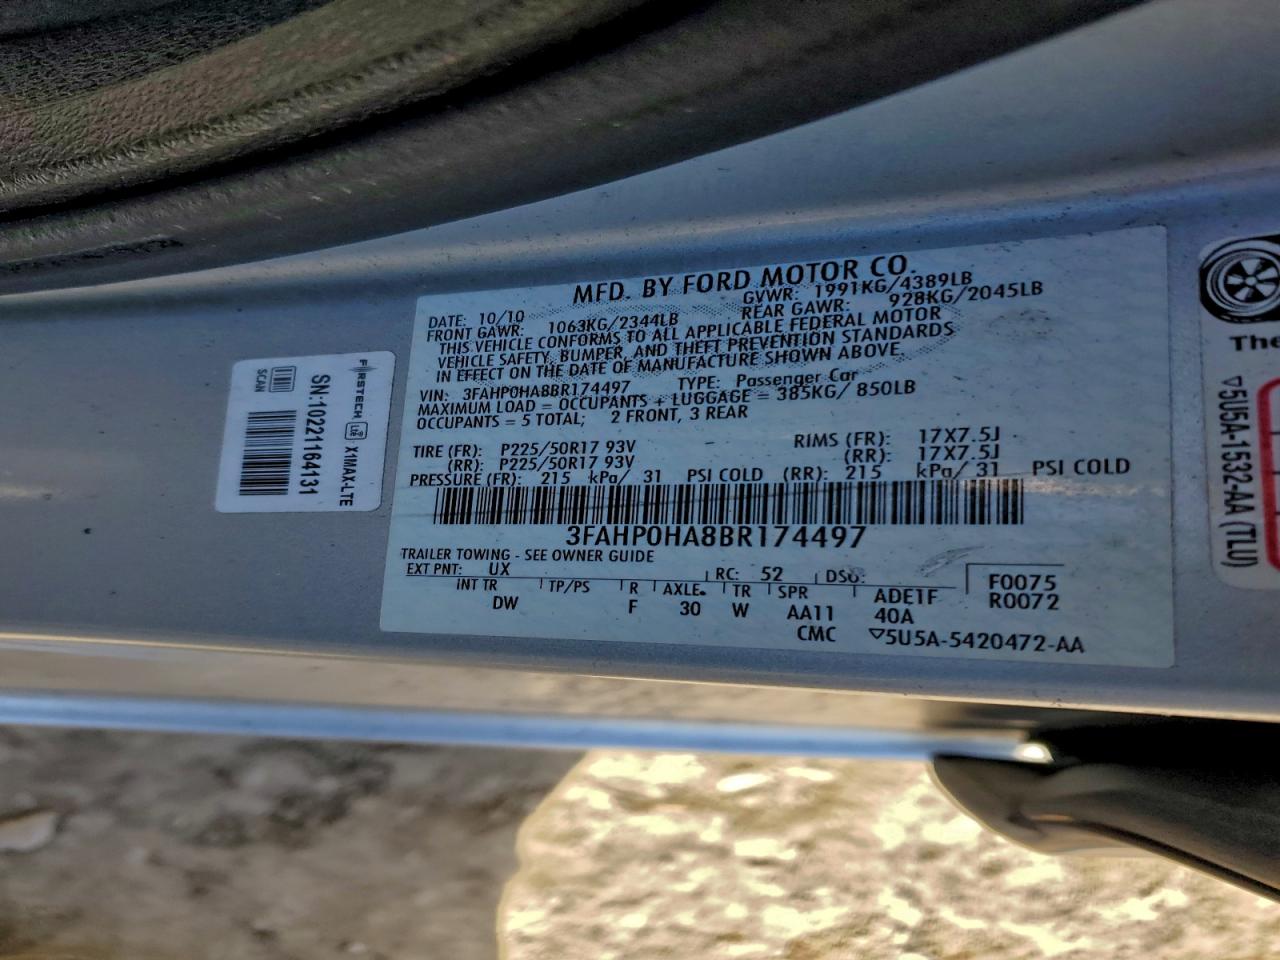 MFD. BY FORD MOTOR CO.
DATE: 10/10 GVWR: 1991KG/4389LB
FRONT GAWR: 1063KG/2344LB REAR GAWR: 928KG/2045LB
THIS VEHICLE CONFORMS TO ALL APPLICABLE FEDERAL MOTOR
VEHICLE SAFETY, BUMPER, AND THEFT PREVENTION STANDARDS
IN EFFECT ON THE DATE OF MANUFACTURE SHOWN ABOVE.
VIN: 3FAHP0HA8BR174497 TYPE: Passenger Car
MAXIMUM LOAD = OCCUPANTS + LUGGAGE = 385KG/ 850LB
OCCUPANTS = 5 TOTAL; 2 FRONT, 3 REAR
TIRE (FR): P225/50R17 93V RIMS (FR): 17X7.5J
(RR): P225/50R17 93V (RR): 17X7.5J
PRESSURE (FR): 215 kPa/ 31 PSI COLD (RR): 215 kPa/ 31 PSI COLD
3FAHP0HA8BR174497
TRAILER TOWING - SEE OWNER GUIDE
EXT PNT: UX RC: 52 DSO: F0075
INT TR TP/PS R AXLE TR SPR ADE1F R0072
DW F 30 W AA11 40A
CMC ▽5U5A-5420472-AA
FIRSTECH LTE X1MAX-LTE
SN:10221164131
SCAN
The
▽5U5A-1532-AA (TLU)